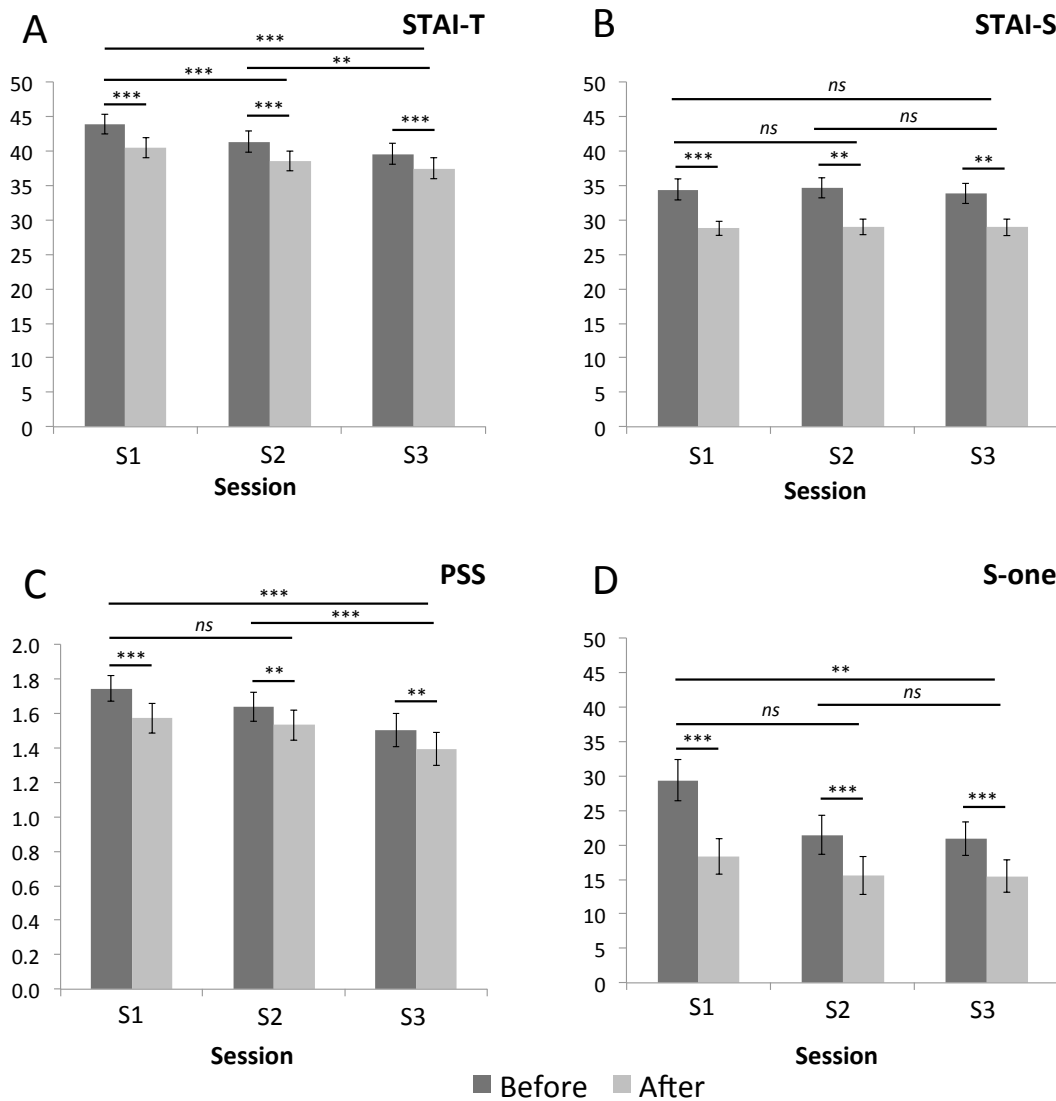 A STAI-T
***
*** **
*** *** ***
50
45
40
35
30
25
20
15
10
5
0
S1 S2 S3
Session
B STAI-S
ns
ns ns
*** ** **
50
45
40
35
30
25
20
15
10
5
0
S1 S2 S3
Session
C PSS
***
ns ***
*** ** **
2.0
1.8
1.6
1.4
1.2
1.0
0.8
0.6
0.4
0.2
0.0
S1 S2 S3
Session
D S-one
**
ns ns
*** *** ***
50
45
40
35
30
25
20
15
10
5
0
S1 S2 S3
Session
Before After